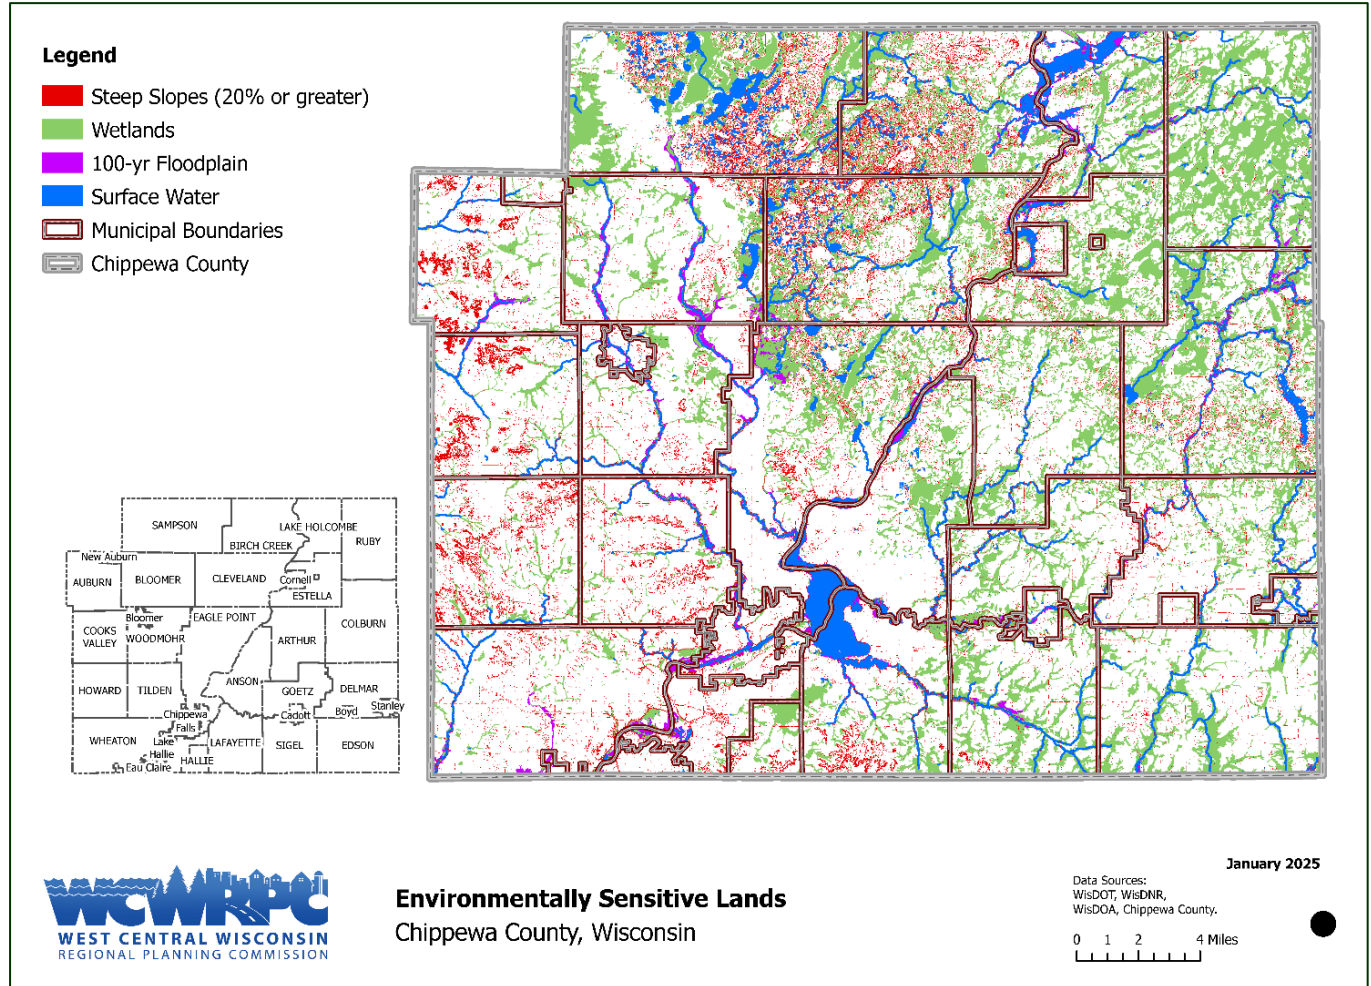 Legend
Steep Slopes (20% or greater)
Wetlands
100-yr Floodplain
Surface Water
Municipal Boundaries
Chippewa County
SAMPSON
LAKE HOLCOMBE
BIRCH CREEK
RUBY
New Auburn
AUBURN
BLOOMER
CLEVELAND
Cornell
ESTELLA
Bloomer
EAGLE POINT
COOKS
VALLEY
WOODMOHR
ARTHUR
COLBURN
HOWARD
TILDEN
ANSON
GOETZ
DELMAR
Chippewa
Falls
Cadott
Boyd
Stanley
WHEATON
Lake
Hallie
HALLIE
LAFAYETTE
SIGEL
EDSON
Eau Claire
WCWRPC
WEST CENTRAL WISCONSIN
REGIONAL PLANNING COMMISSION
Environmentally Sensitive Lands
Chippewa County, Wisconsin
January 2025
Data Sources:
WisDOT, WisDNR,
WisDOA, Chippewa County.
0 1 2 4 Miles